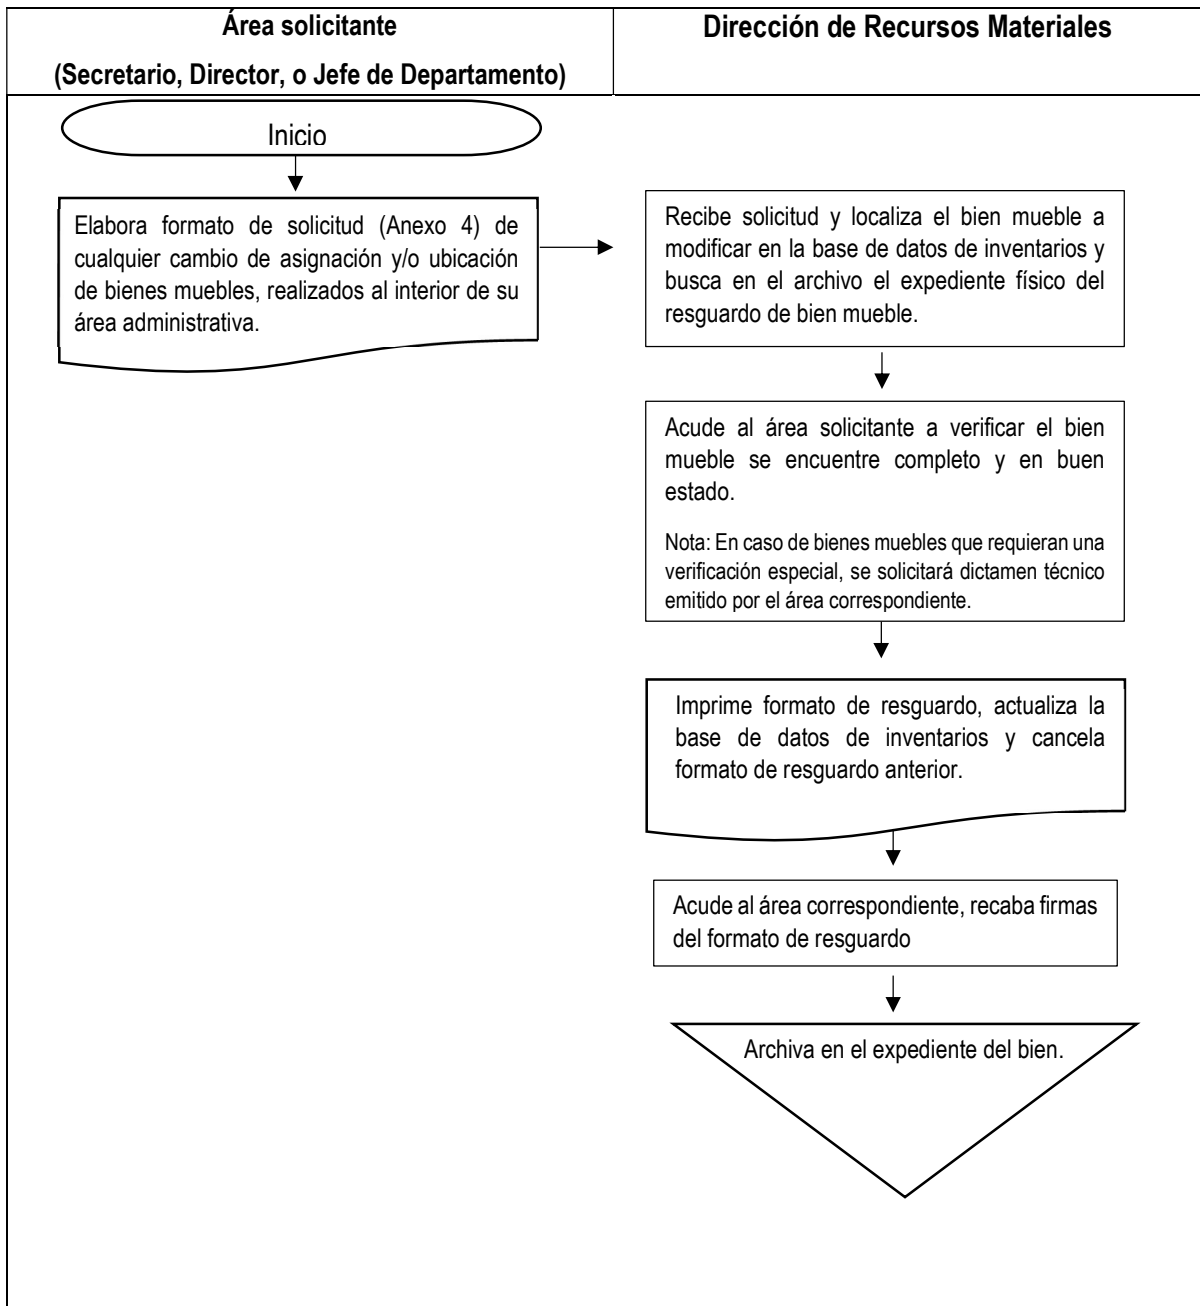 Área solicitante
(Secretario, Director, o Jefe de Departamento)
Dirección de Recursos Materiales
Inicio
Elabora formato de solicitud (Anexo 4) de
cualquier cambio de asignación y/o ubicación
de bienes muebles, realizados al interior de su
área administrativa.
Recibe solicitud y localiza el bien mueble a
modificar en la base de datos de inventarios y
busca en el archivo el expediente físico del
resguardo de bien mueble.
Acude al área solicitante a verificar el bien
mueble se encuentre completo y en buen
estado.
Nota: En caso de bienes muebles que requieran una
verificación especial, se solicitará dictamen técnico
emitido por el área correspondiente.
Imprime formato de resguardo, actualiza la
base de datos de inventarios y cancela
formato de resguardo anterior.
Acude al área correspondiente, recaba firmas
del formato de resguardo
Archiva en el expediente del bien.